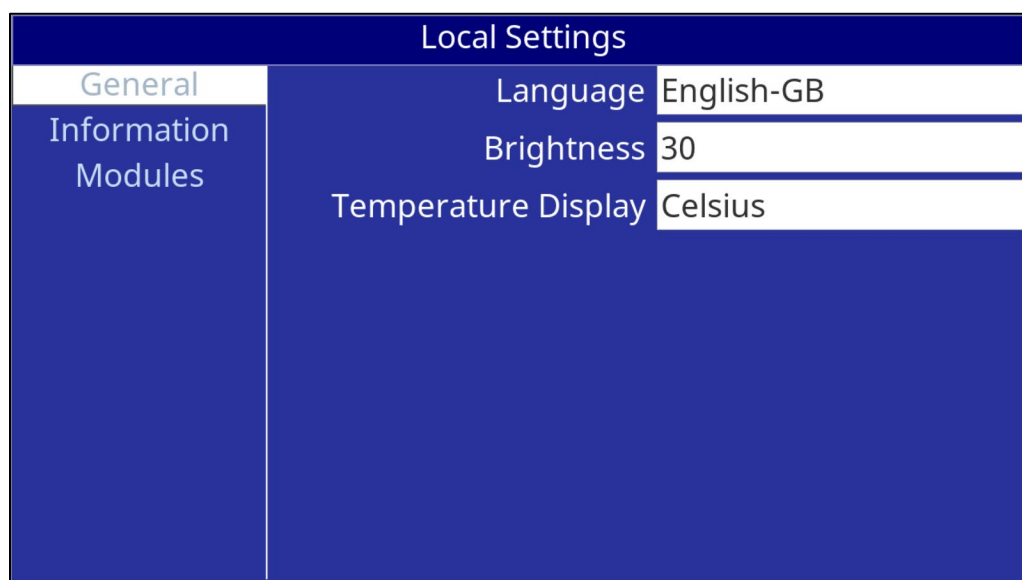 Local Settings
General
Information
Modules
Language English-GB
Brightness 30
Temperature Display Celsius